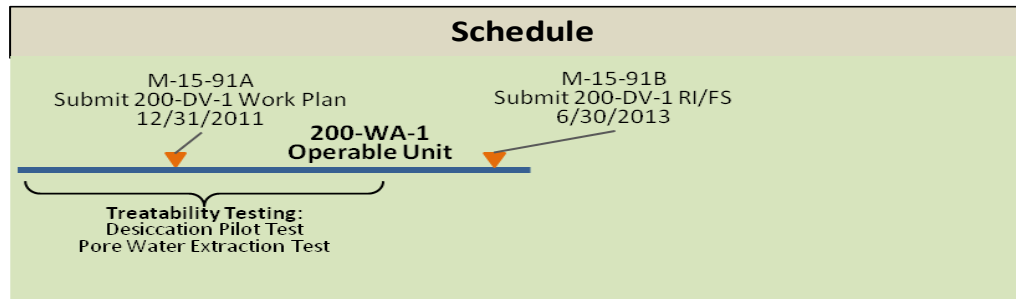 Schedule
M-15-91A
Submit 200-DV-1 Work Plan
12/31/2011
M-15-91B
Submit 200-DV-1 RI/FS
6/30/2013
200-WA-1
Operable Unit
Treatability Testing:
Desiccation Pilot Test
Pore Water Extraction Test